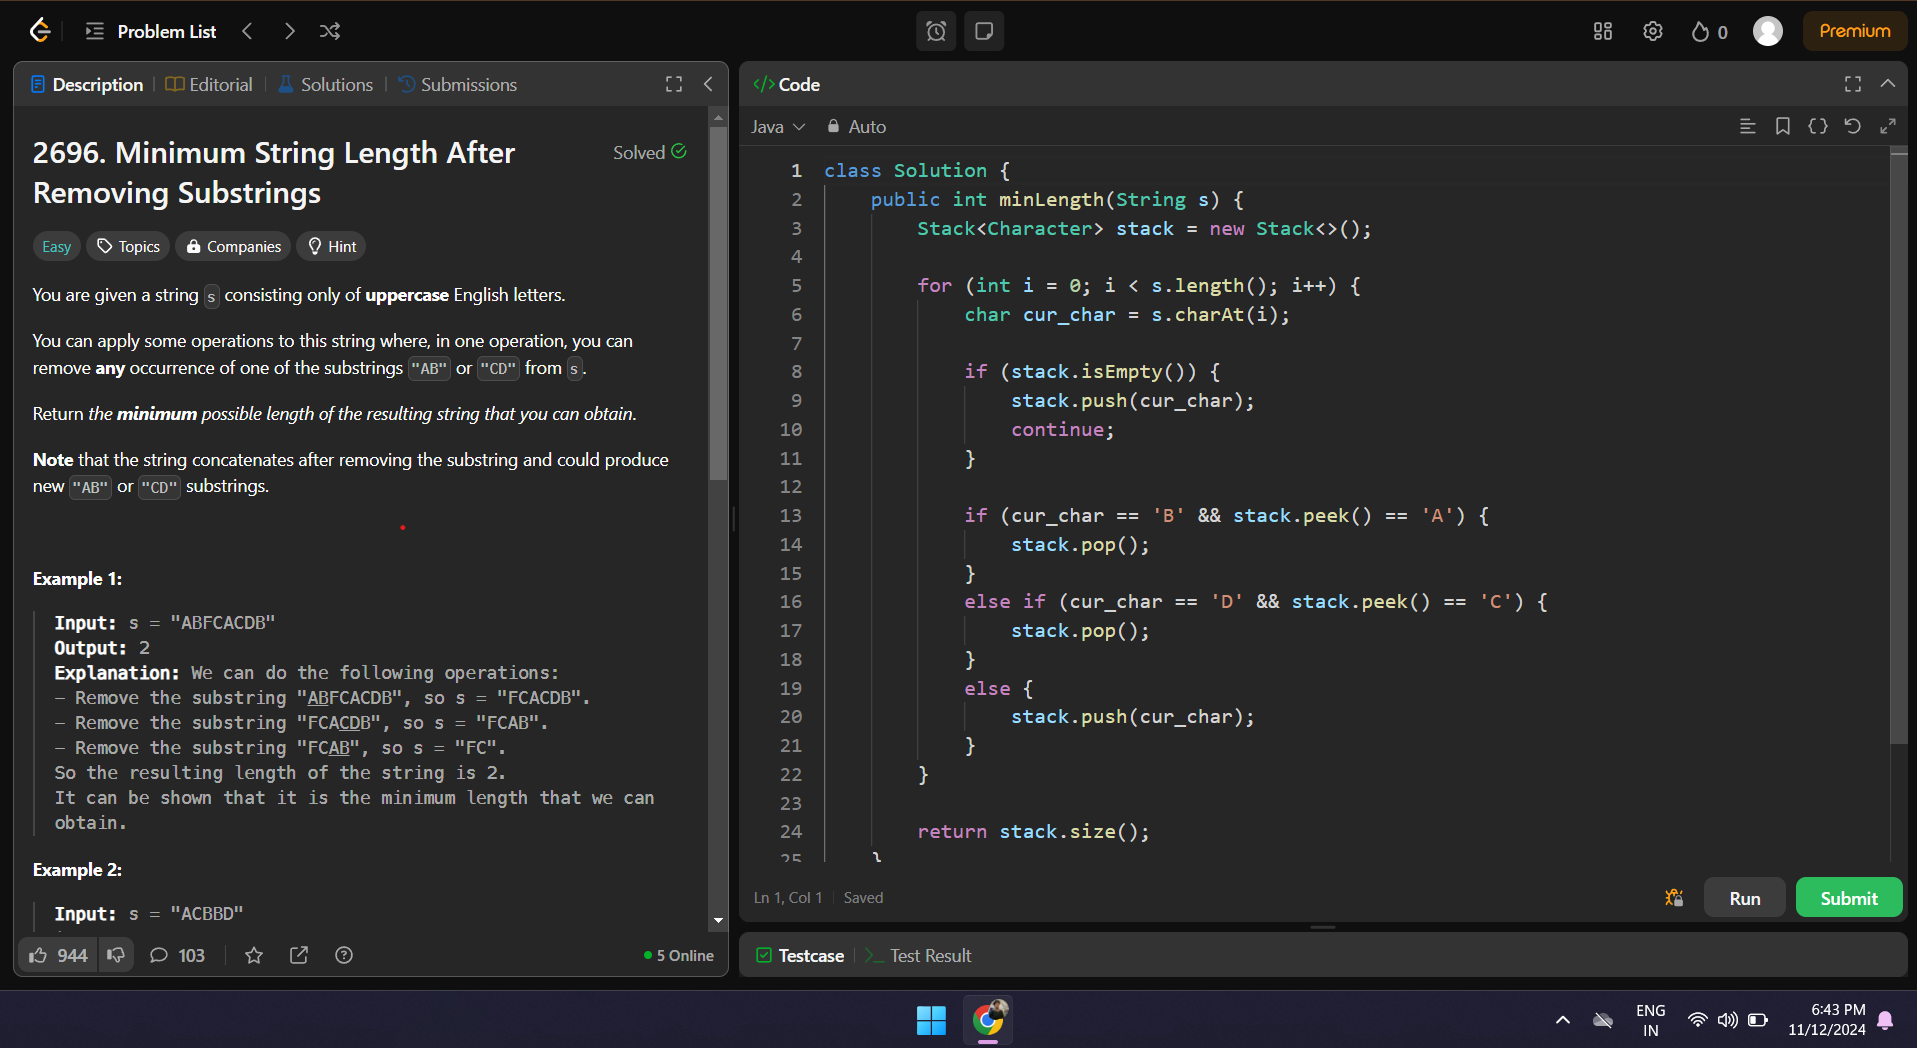 Problem List
0
Premium
Description
Editorial
Solutions
Submissions
2696. Minimum String Length After
Removing Substrings
Solved
Easy
Topics
Companies
Hint
You are given a string s consisting only of uppercase English letters.
You can apply some operations to this string where, in one operation, you can
remove any occurrence of one of the substrings "AB" or "CD" from s.
Return the minimum possible length of the resulting string that you can obtain.
Note that the string concatenates after removing the substring and could produce
new "AB" or "CD" substrings.
Example 1:
Input: s = "ABFCACDB"
Output: 2
Explanation: We can do the following operations:
- Remove the substring "ABFCACDB", so s = "FCACDB".
- Remove the substring "FCACDB", so s = "FCAB".
- Remove the substring "FCAB", so s = "FC".
So the resulting length of the string is 2.
It can be shown that it is the minimum length that we can
obtain.
Example 2:
Input: s = "ACBBD"
944
103
5 Online
</> Code
Java
Auto
1 class Solution {
2 public int minLength(String s) {
3 Stack<Character> stack = new Stack<>();
4
5 for (int i = 0; i < s.length(); i++) {
6 char cur_char = s.charAt(i);
7
8 if (stack.isEmpty()) {
9 stack.push(cur_char);
10 continue;
11 }
12
13 if (cur_char == 'B' && stack.peek() == 'A') {
14 stack.pop();
15 }
16 else if (cur_char == 'D' && stack.peek() == 'C') {
17 stack.pop();
18 }
19 else {
20 stack.push(cur_char);
21 }
22 }
23
24 return stack.size();
25 }
Ln 1, Col 1
Saved
Run
Submit
Testcase
Test Result
ENG
IN
6:43 PM
11/12/2024